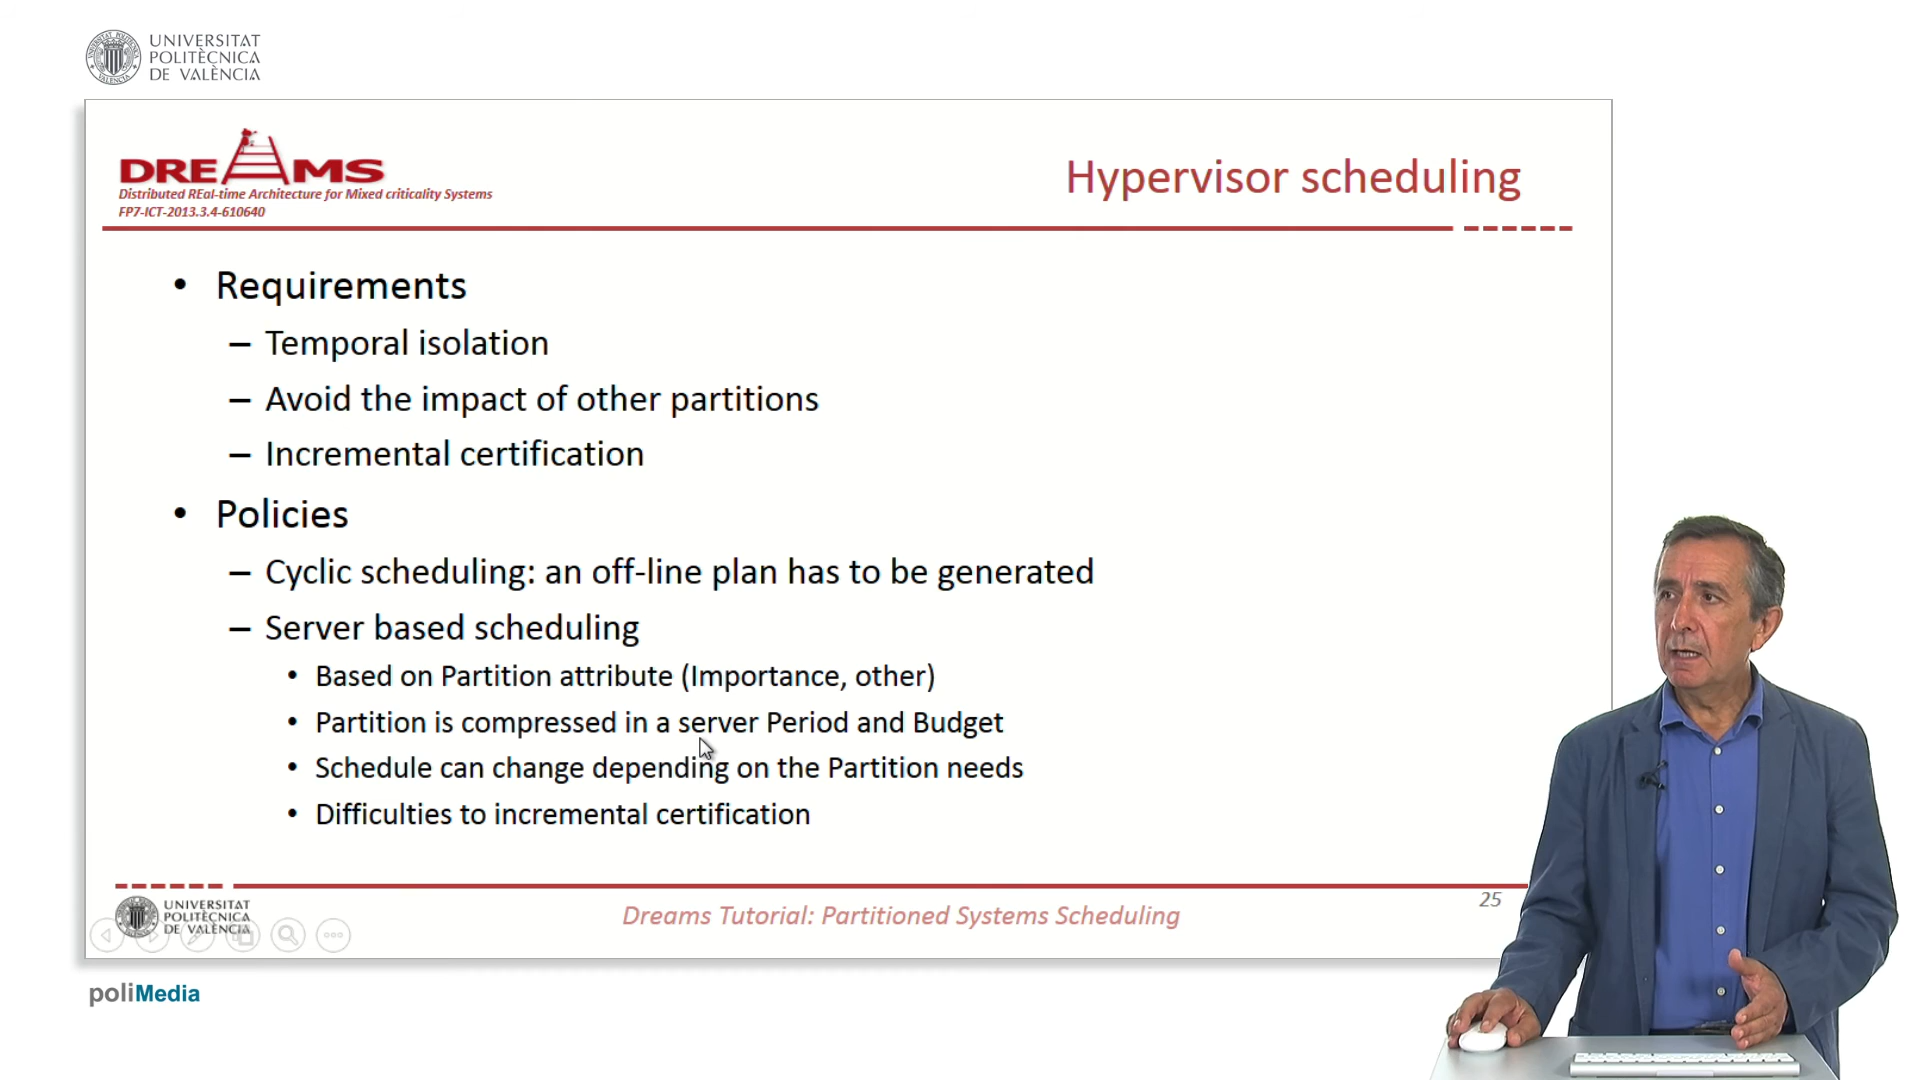 UNIVERSITAT
POLITÈCNICA
DE VALÈNCIA
DREAMS
Distributed REal-time Architecture for Mixed criticality Systems
FP7-ICT-2013.3.4-610640
Hypervisor scheduling
• Requirements
– Temporal isolation
– Avoid the impact of other partitions
– Incremental certification
• Policies
– Cyclic scheduling: an off-line plan has to be generated
– Server based scheduling
• Based on Partition attribute (Importance, other)
• Partition is compressed in a server Period and Budget
• Schedule can change depending on the Partition needs
• Difficulties to incremental certification
UNIVERSITAT
POLITÈCNICA
DE VALÈNCIA
Dreams Tutorial: Partitioned Systems Scheduling
25
poliMedia